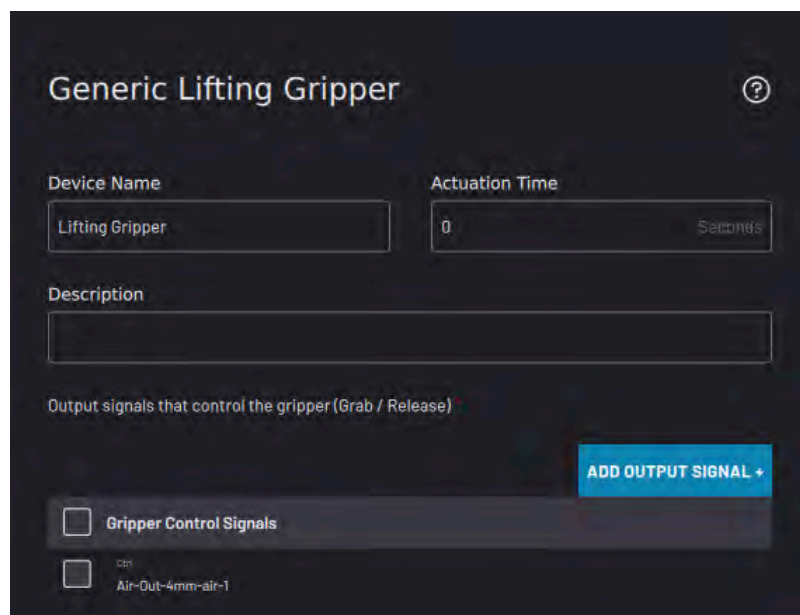 Generic Lifting Gripper
?
Device Name
Actuation Time
Lifting Gripper
0
Seconds
Description
Output signals that control the gripper (Grab / Release)
ADD OUTPUT SIGNAL +
Gripper Control Signals
Ctrl
Air-Out-4mm-air-1